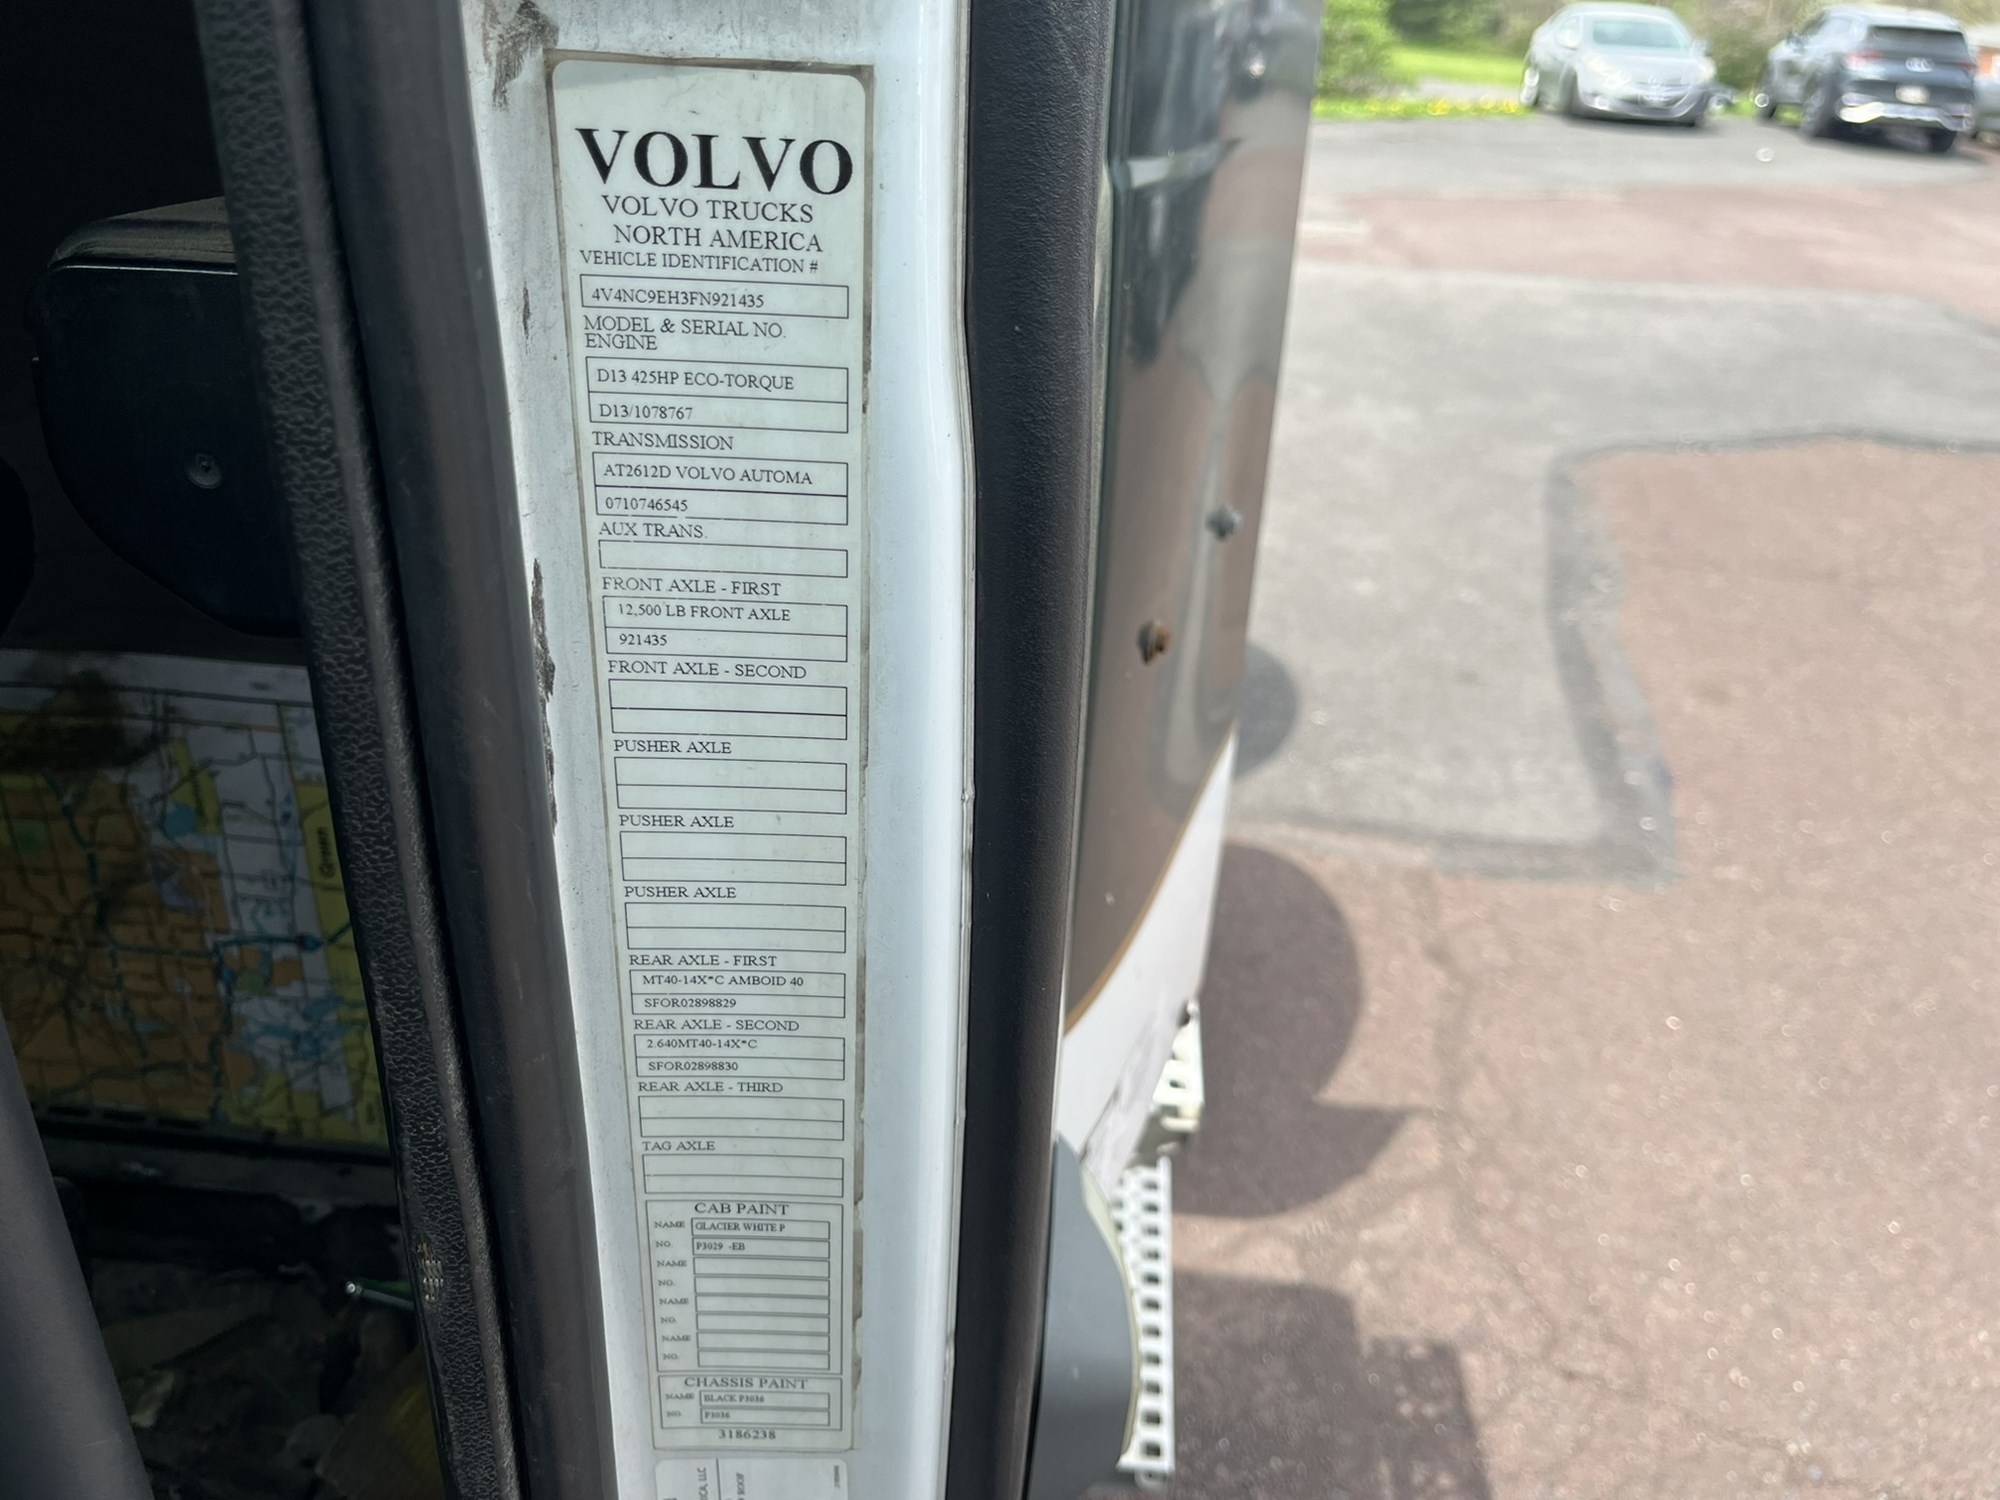 VOLVO
VOLVO TRUCKS
NORTH AMERICA
VEHICLE IDENTIFICATION #
4V4NC9EH3FN921435
MODEL & SERIAL NO.
ENGINE
D13 425HP ECO-TORQUE
D13/1078767
TRANSMISSION
AT2612D VOLVO AUTOMA
0710746545
AUX TRANS.
FRONT AXLE - FIRST
12,500 LB FRONT AXLE
921435
FRONT AXLE - SECOND
PUSHER AXLE
PUSHER AXLE
PUSHER AXLE
REAR AXLE - FIRST
MT40-14X*C AMBOID 40
SFOR02898829
REAR AXLE - SECOND
2.640MT40-14X*C
SFOR02898830
REAR AXLE - THIRD
TAG AXLE
CAB PAINT
NAME GLACIER WHITE P
NO. P3029 -EB
NAME
NO.
NAME
NO.
NAME
NO.
CHASSIS PAINT
NAME BLACK P3036
NO. P3036
3186238
Green